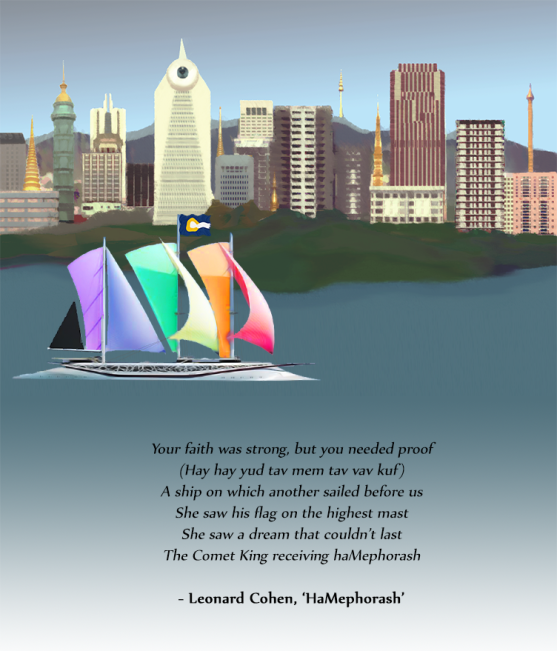 Your faith was strong, but you needed proof
(Hay hay yud tav mem tav vav kuf)
A ship on which another sailed before us
She saw his flag on the highest mast
She saw a dream that couldn't last
The Comet King receiving haMephorash
- Leonard Cohen, ‘HaMephorash’